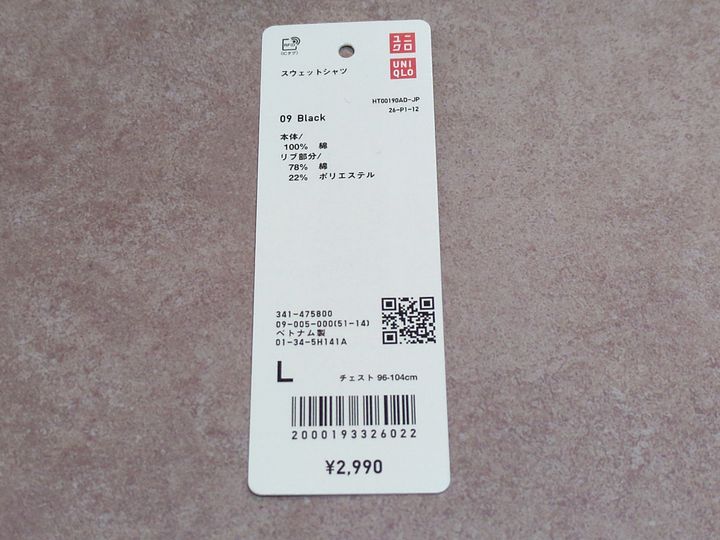 ユニ
クロ
UNI
QLO
スウェットシャツ
HT00190AD-JP
26-P1-12
09 Black
本体/
100% 綿
リブ部分/
78% 綿
22% ポリエステル
341-475800
09-005-000(51-14)
ベトナム製
01-34-5H141A
L チェスト 96-104cm
2000193326022
¥2,990